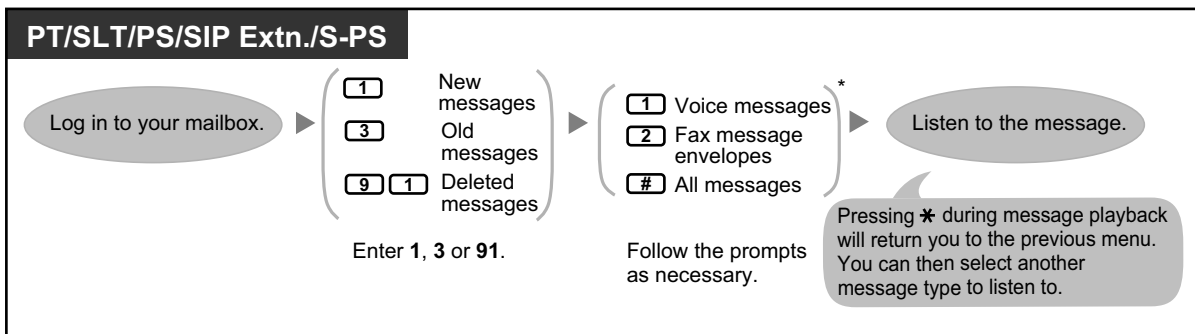 PT/SLT/PS/SIP Extn./S-PS
Log in to your mailbox.
1 New
messages
3 Old
messages
9 1 Deleted
messages
Enter 1, 3 or 91.
*
1 Voice messages
2 Fax message
envelopes
# All messages
Follow the prompts
as necessary.
Listen to the message.
Pressing * during message playback
will return you to the previous menu.
You can then select another
message type to listen to.